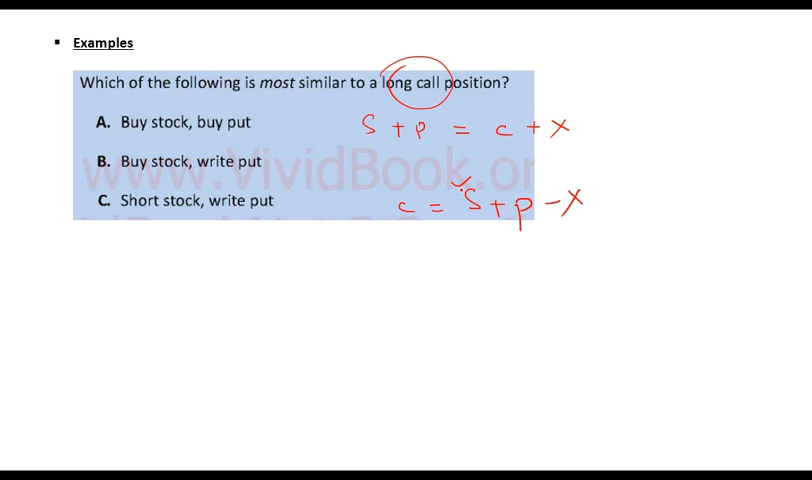 ▪ Examples
Which of the following is most similar to a long call position?
A. Buy stock, buy put
S + p = c + X
B. Buy stock, write put
www.VividBook.or
C. Short stock, write put
c = S + p - X